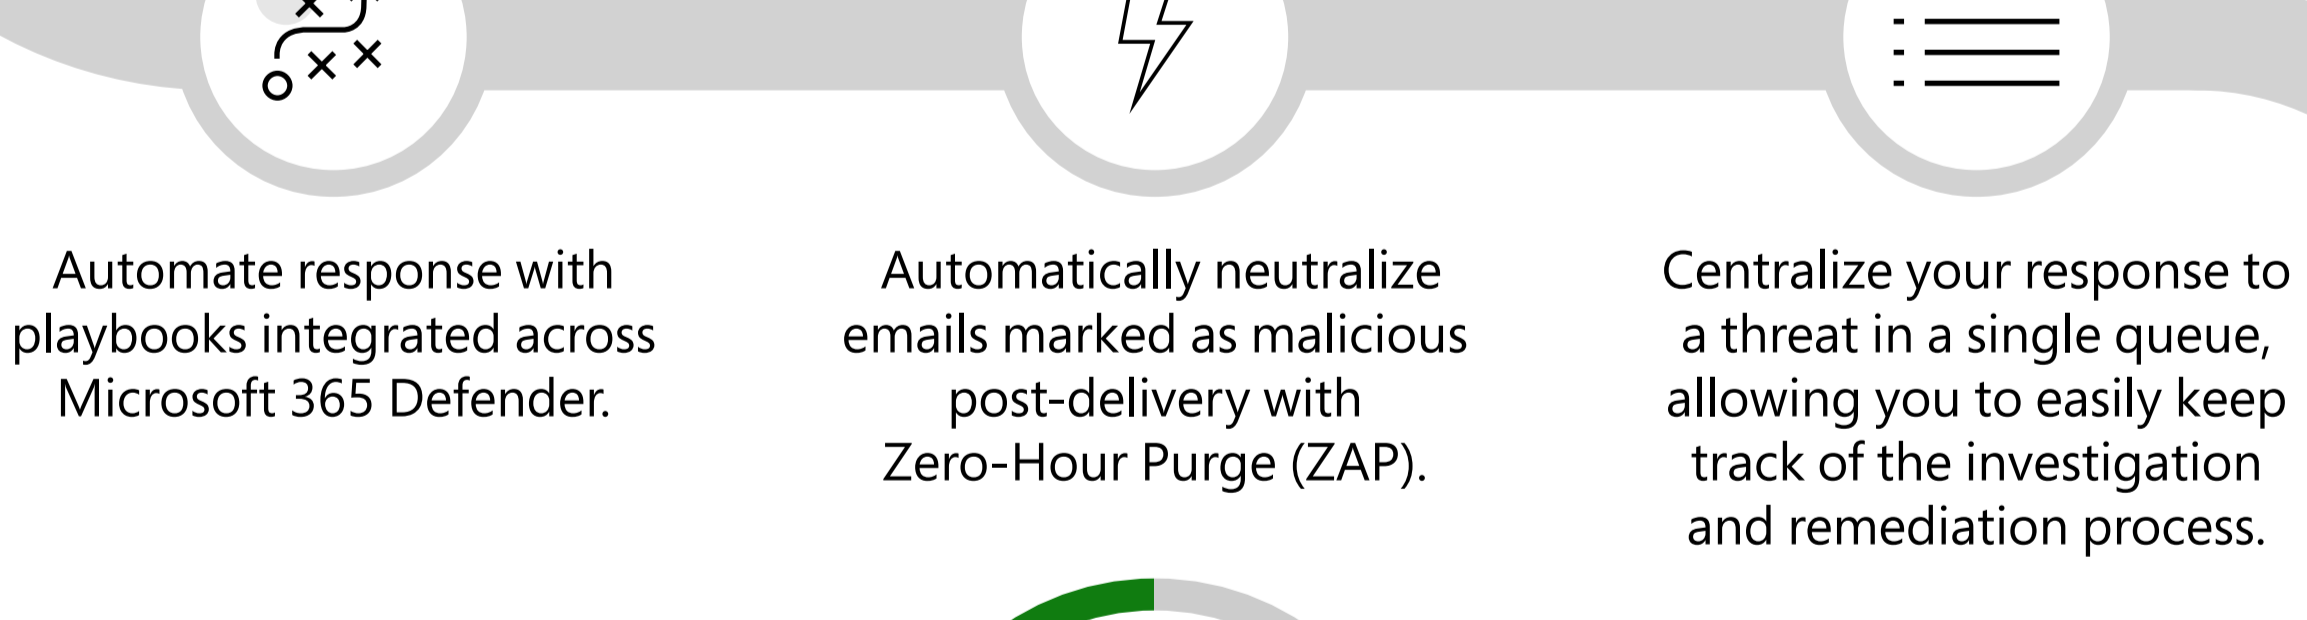 Automate response with
playbooks integrated across
Microsoft 365 Defender.
Automatically neutralize
emails marked as malicious
post-delivery with
Zero-Hour Purge (ZAP).
Centralize your response to
a threat in a single queue,
allowing you to easily keep
track of the investigation
and remediation process.